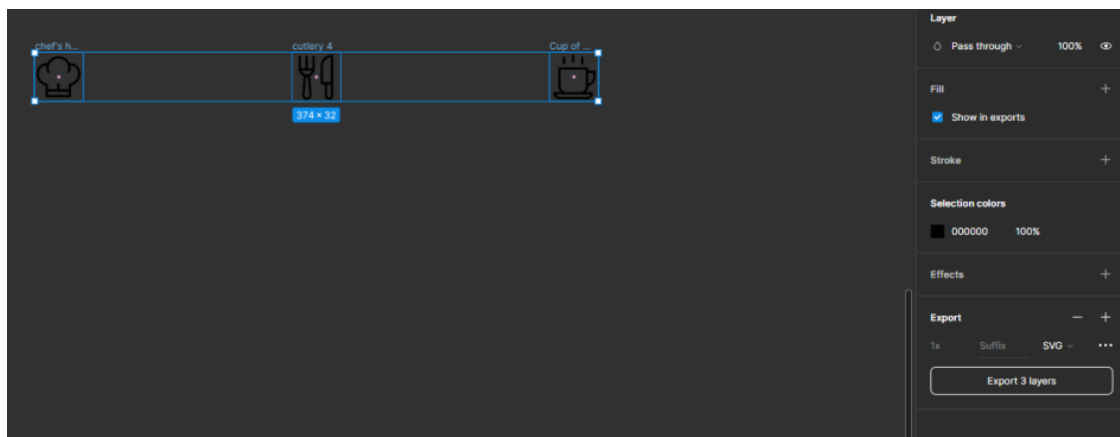 chef's h...
cutlery 4
Cup of ...
374 × 32
Layer
Pass through 100%
Fill
Show in exports
Stroke
Selection colors
000000 100%
Effects
Export
1x Suffix SVG
Export 3 layers